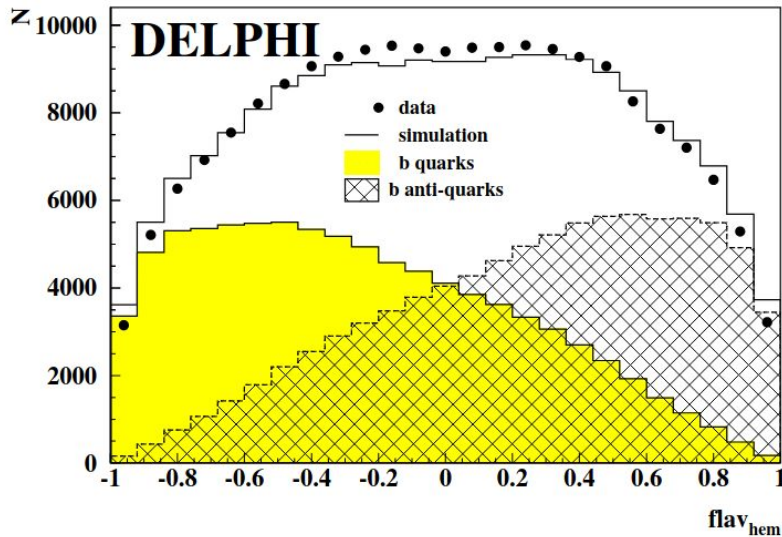 N
DELPHI
10000
8000
6000
4000
2000
0
data
simulation
b quarks
b anti-quarks
-1 -0.8 -0.6 -0.4 -0.2 0 0.2 0.4 0.6 0.8 1
flav_hem